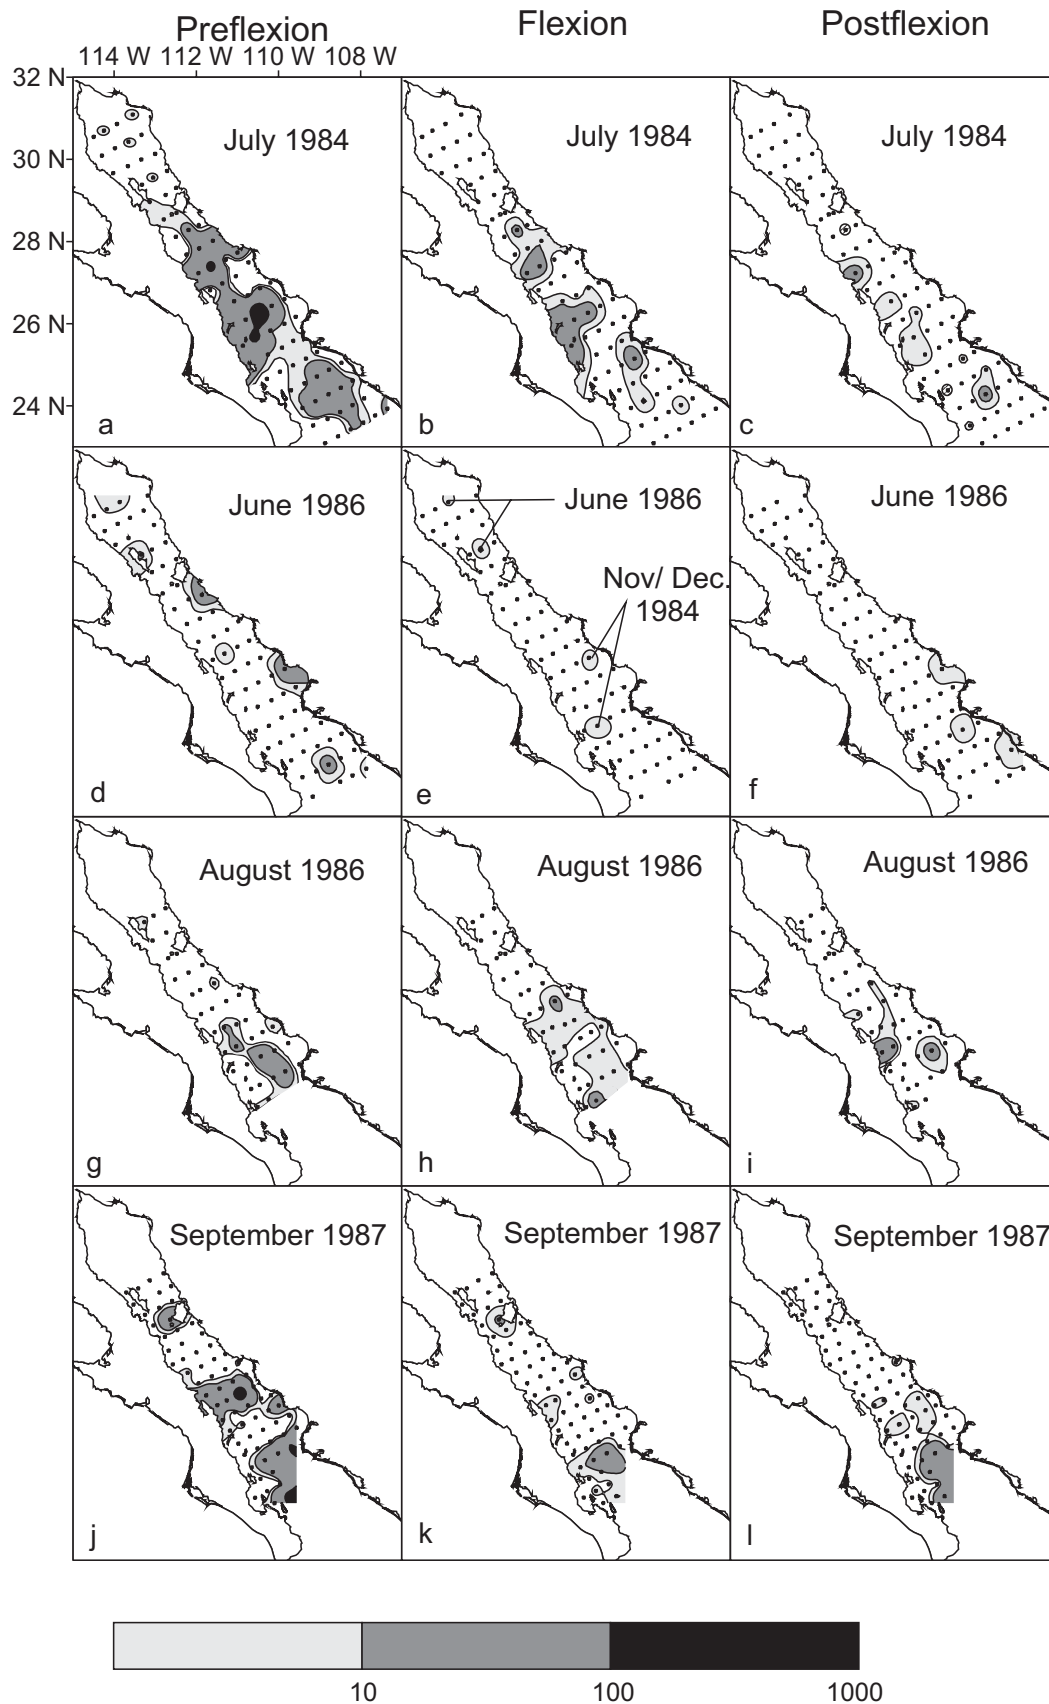 Preflexion Flexion Postflexion
114 W 112 W 110 W 108 W
32 N
30 N
28 N
26 N
24 N
July 1984 July 1984 July 1984
a b c
June 1986 June 1986 June 1986
Nov/ Dec.
1984
d e f
August 1986 August 1986 August 1986
g h i
September 1987 September 1987 September 1987
j k l
10 100 1000